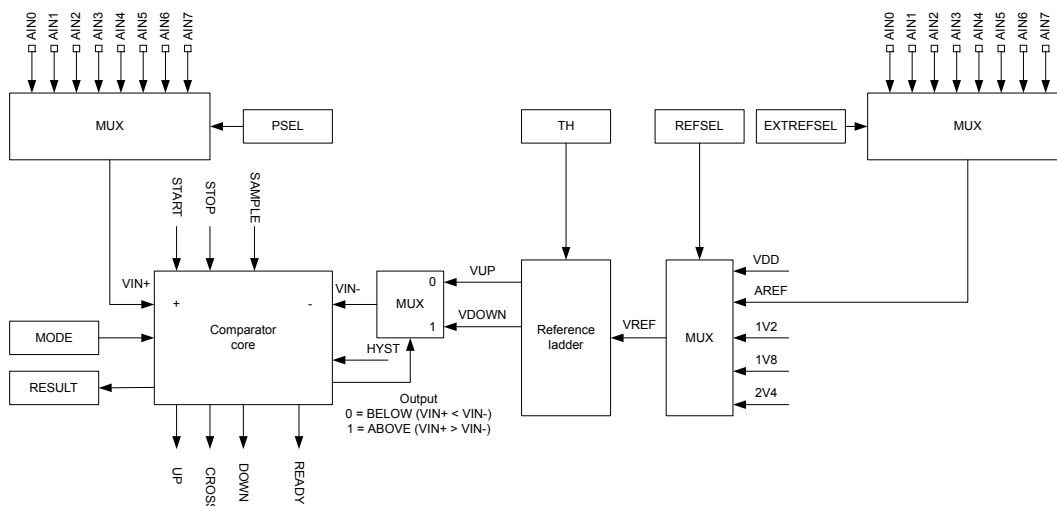 AIN0 AIN1 AIN2 AIN3 AIN4 AIN5 AIN6 AIN7
AIN0 AIN1 AIN2 AIN3 AIN4 AIN5 AIN6 AIN7
MUX
PSEL
TH
REFSEL
EXTREFSEL
MUX
START
STOP
SAMPLE
VIN+
+
-
VIN-
Comparator
core
MODE
RESULT
HYST
0
MUX
1
VUP
VDOWN
Reference
ladder
VREF
MUX
VDD
AREF
1V2
1V8
2V4
Output
0 = BELOW (VIN+ < VIN-)
1 = ABOVE (VIN+ > VIN-)
UP
CROSS
DOWN
READY